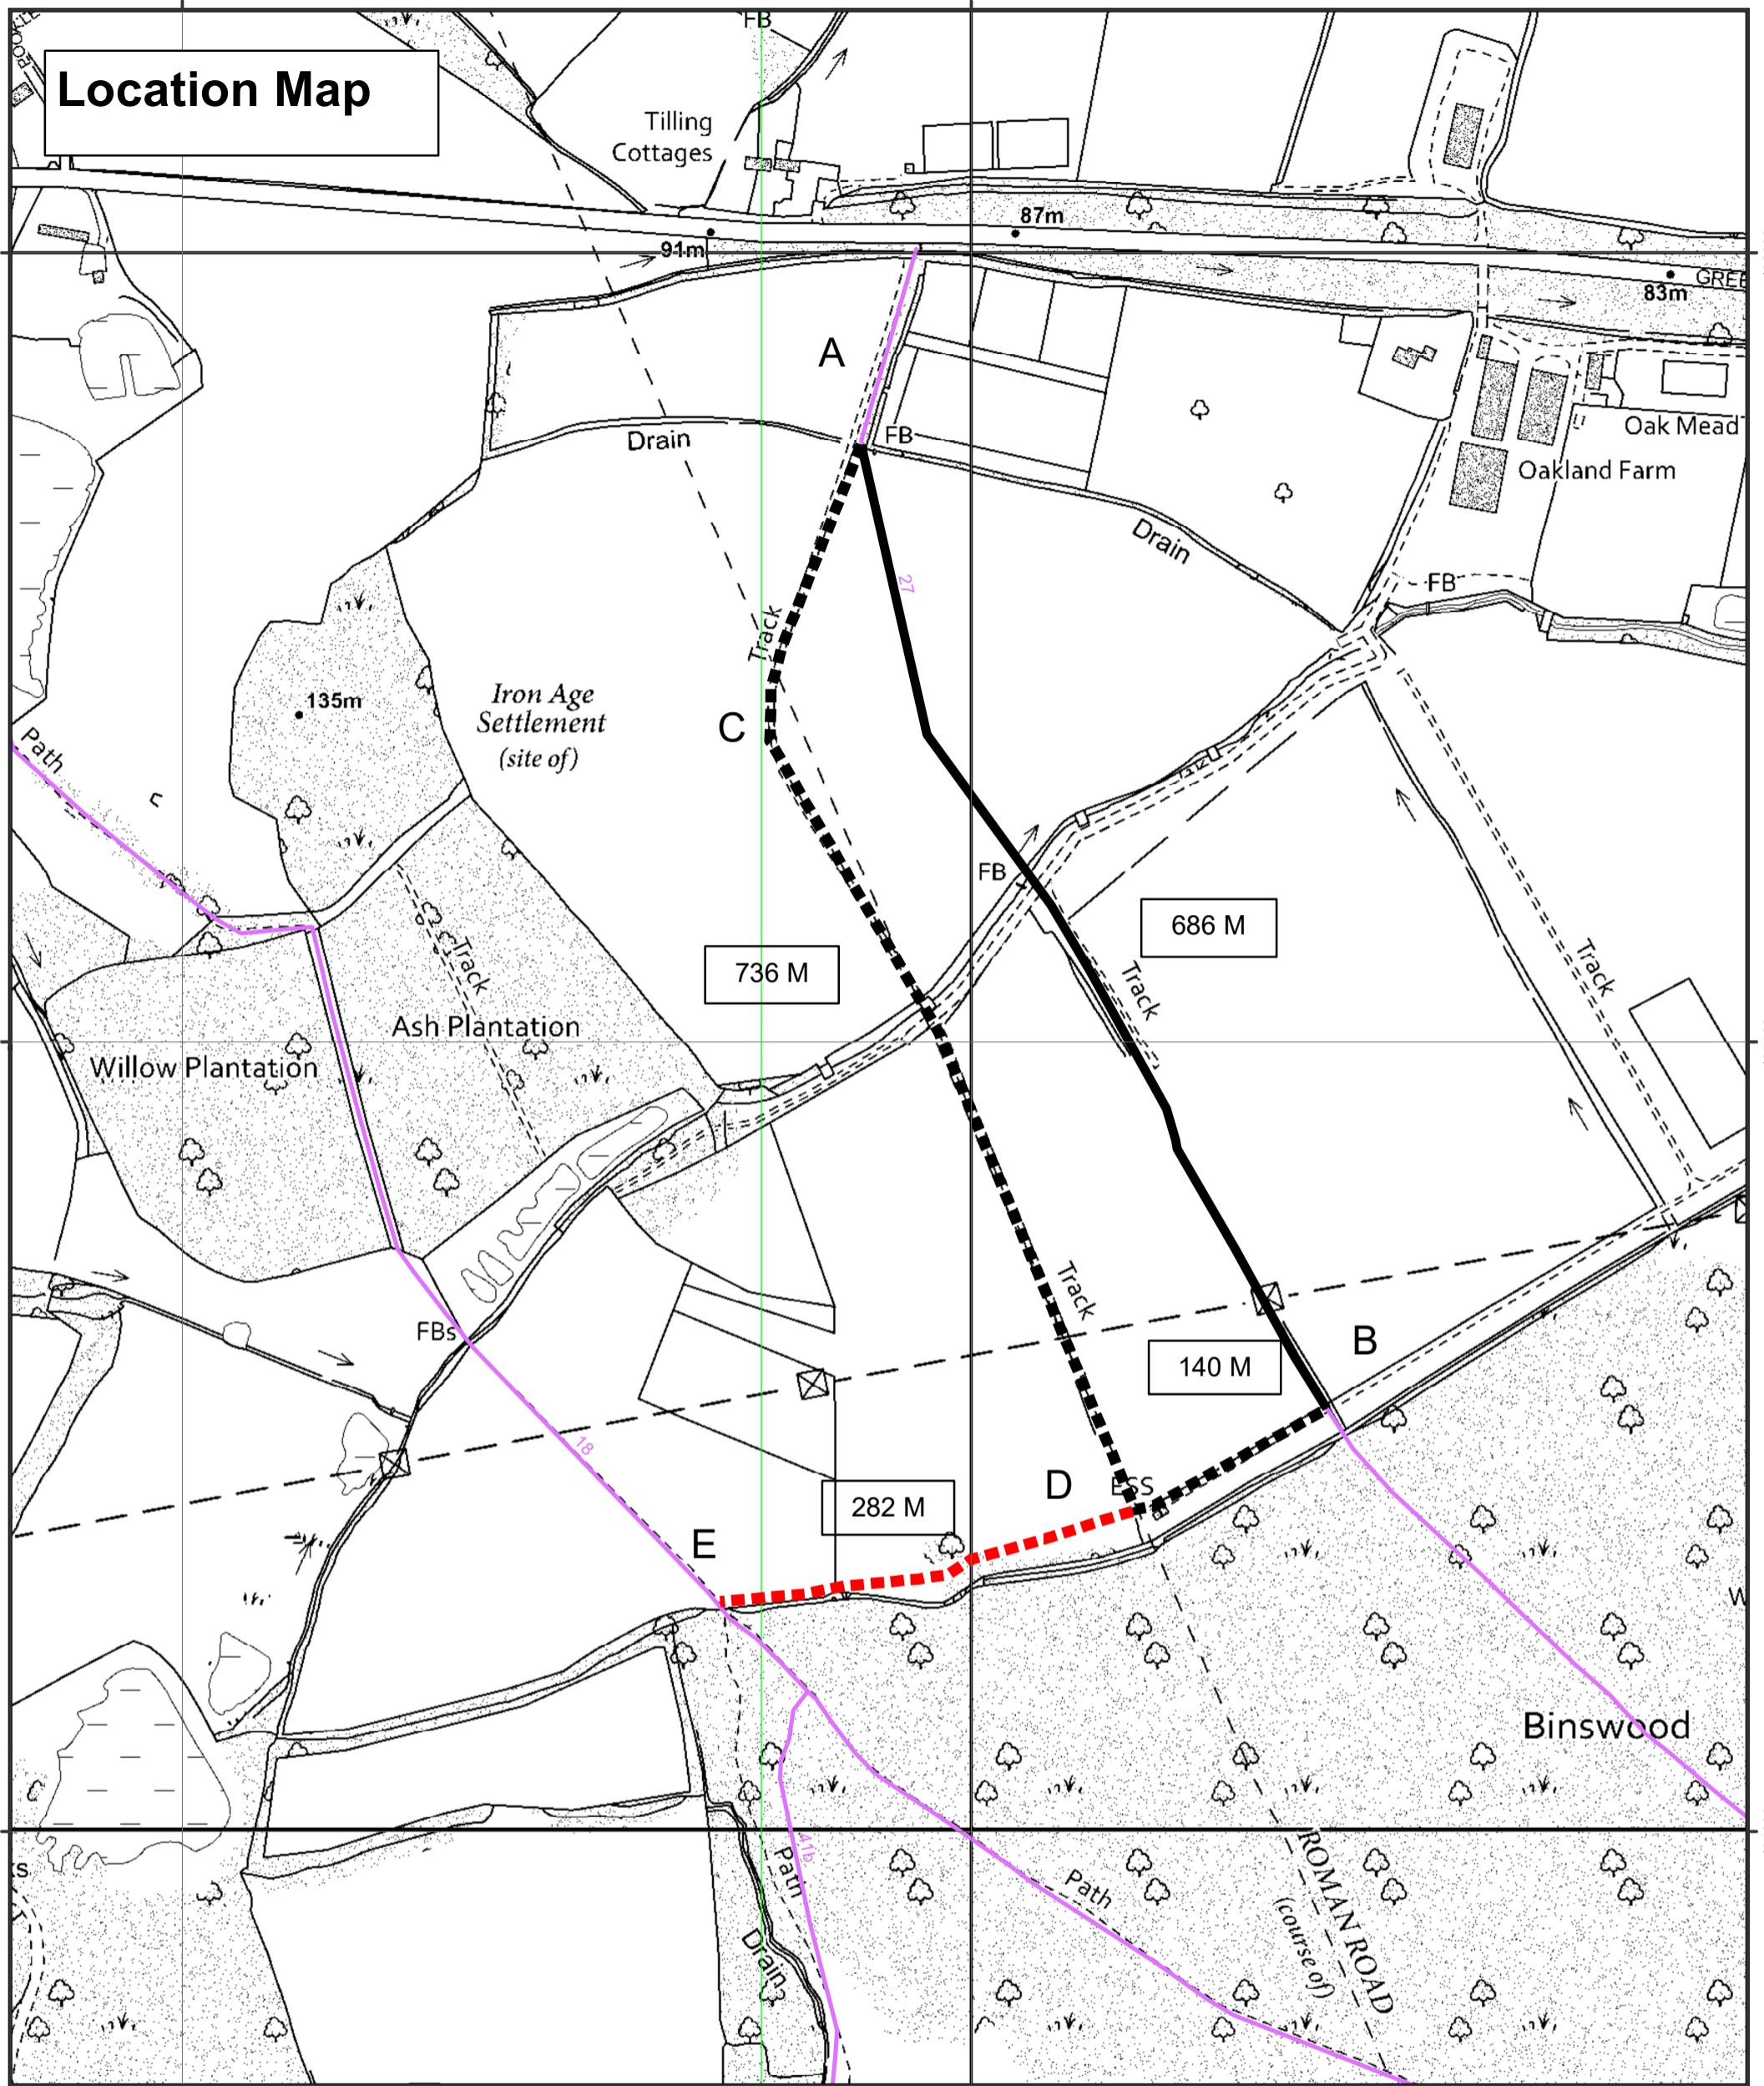 Location Map
FB
Tilling
Cottages
87m
91m
83m
A
Drain
FB
Oak Mead
Oakland Farm
Drain
27
FB
Track
135m
Iron Age
Settlement
(site of)
C
Path
FB
686 M
736 M
Track
Track
Track
Ash Plantation
Willow Plantation
Track
FBs
B
140 M
18
D
ESS
282 M
E
Binswood
41b
Path
Path
ROMAN ROAD
(course of)
Drain